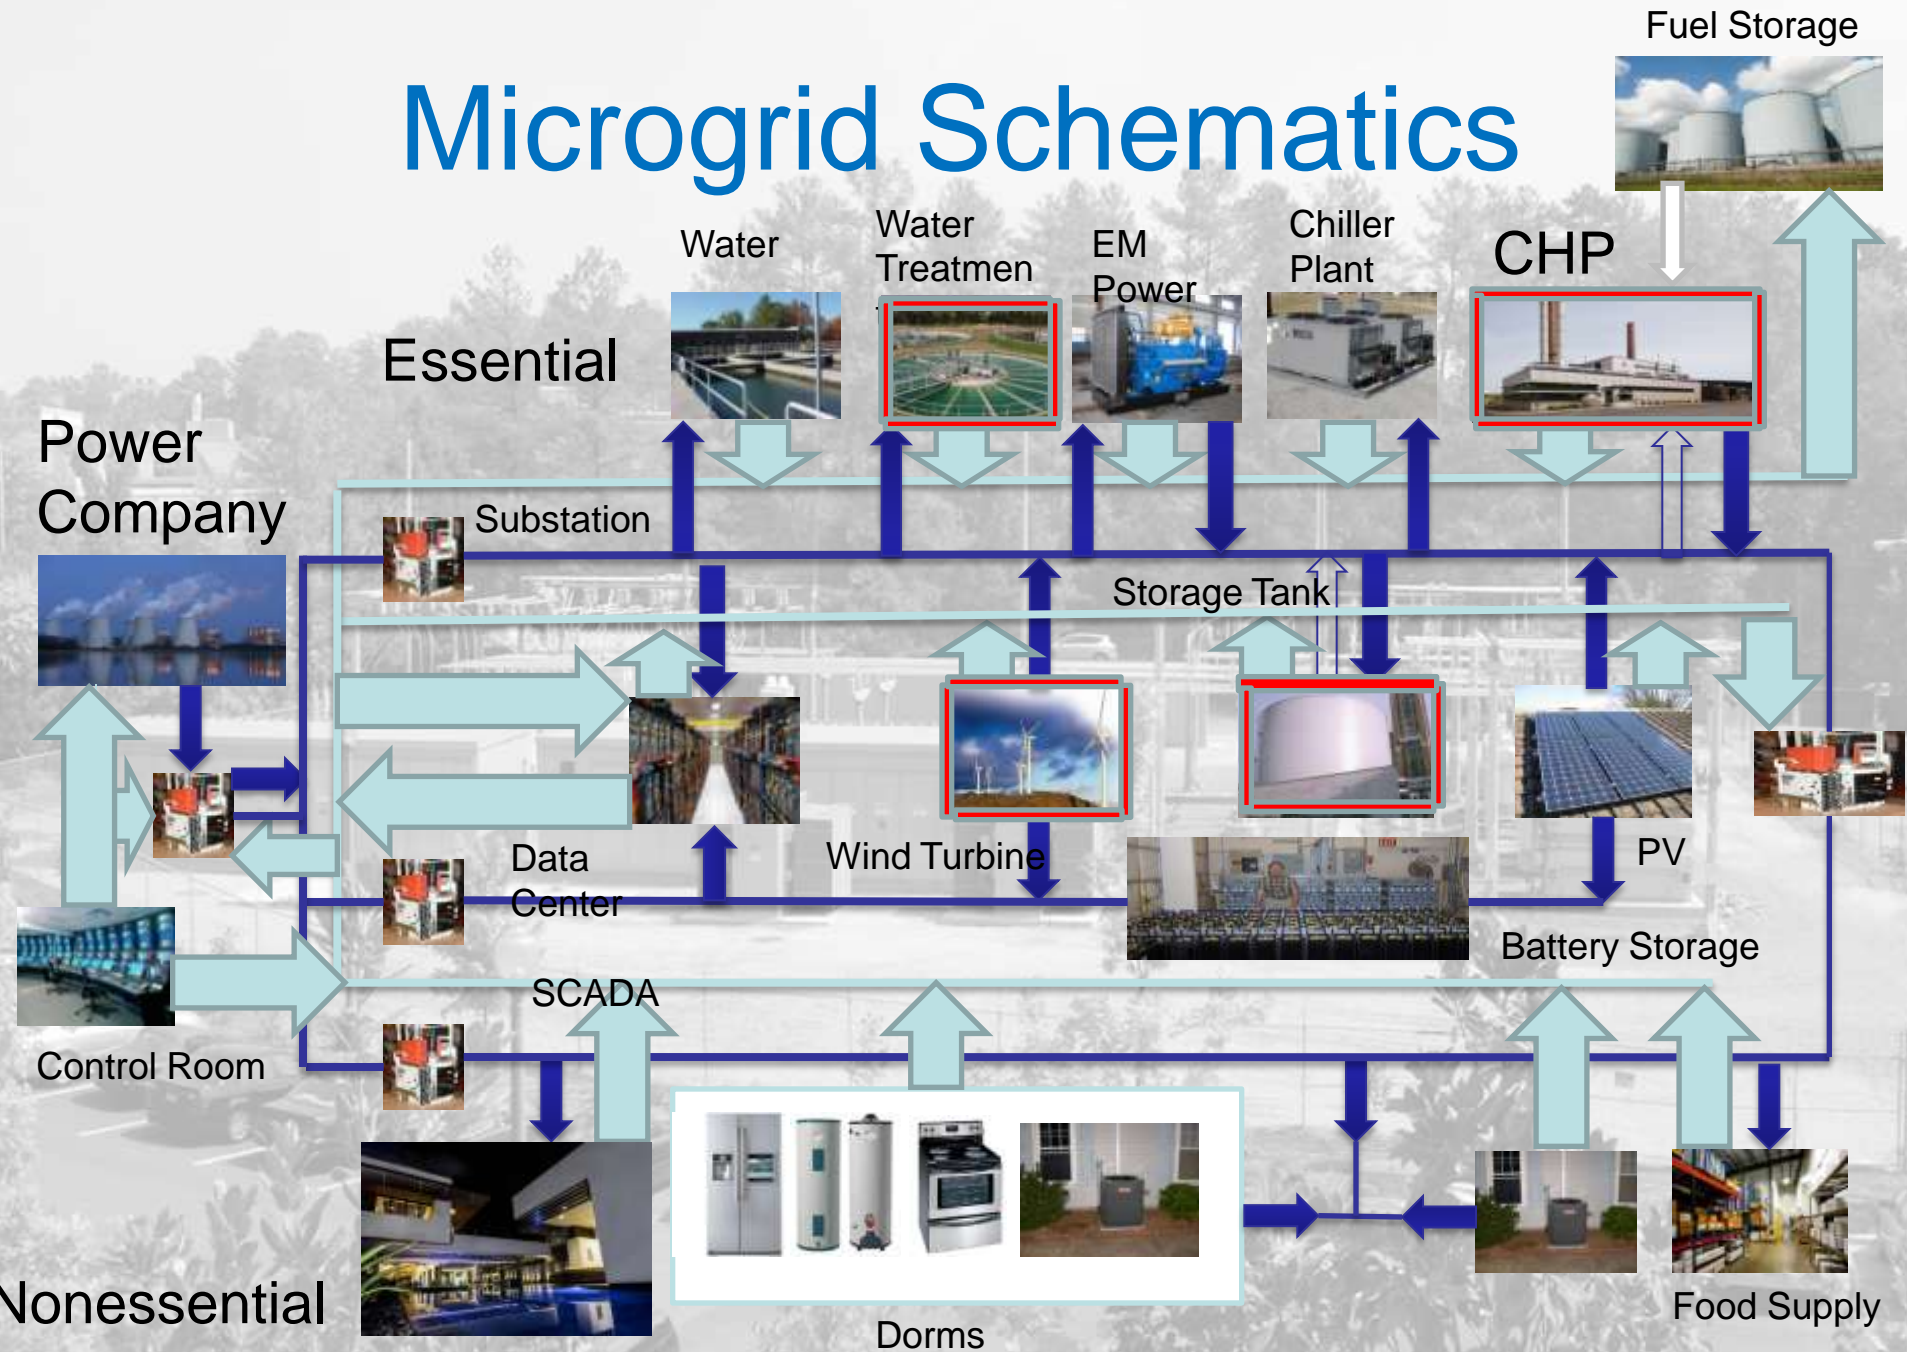 Fuel Storage
Microgrid Schematics
Water
Water
Treatmen
EM
Power
Chiller
Plant
CHP
Essential
Power
Company
Substation
Storage Tank
Data
Center
Wind Turbine
PV
Battery Storage
SCADA
Control Room
Nonessential
Dorms
Food Supply